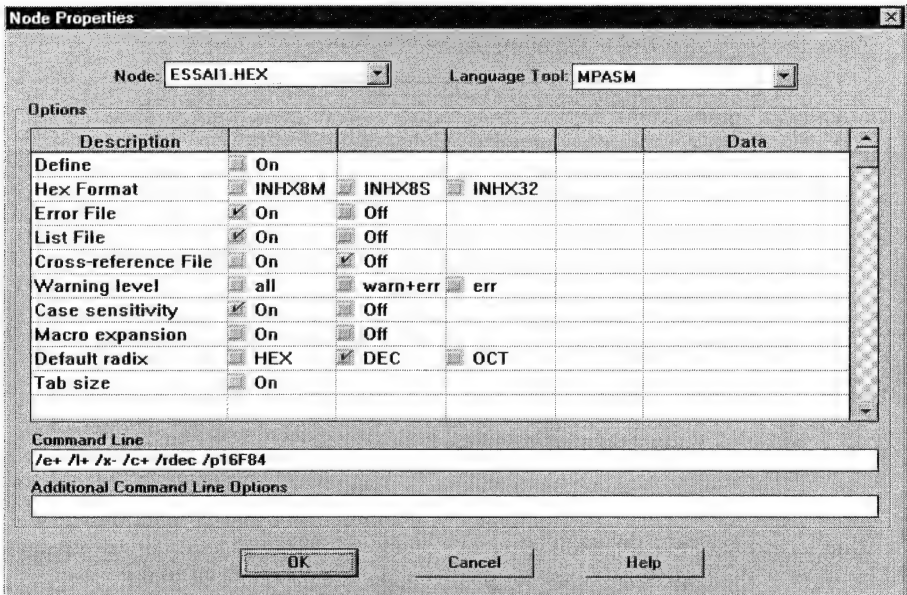 Node Properties
Node: ESSAI1.HEX Language Tool: MPASM
Options
Description Data
Define On
Hex Format INHX8M INHX8S INHX32
Error File On Off
List File On Off
Cross-reference File On Off
Warning level all warn+err err
Case sensitivity On Off
Macro expansion On Off
Default radix HEX DEC OCT
Tab size On
Command Line
/e+ /l+ /x- /c+ /rdec /p16F84
Additional Command Line Options
OK Cancel Help